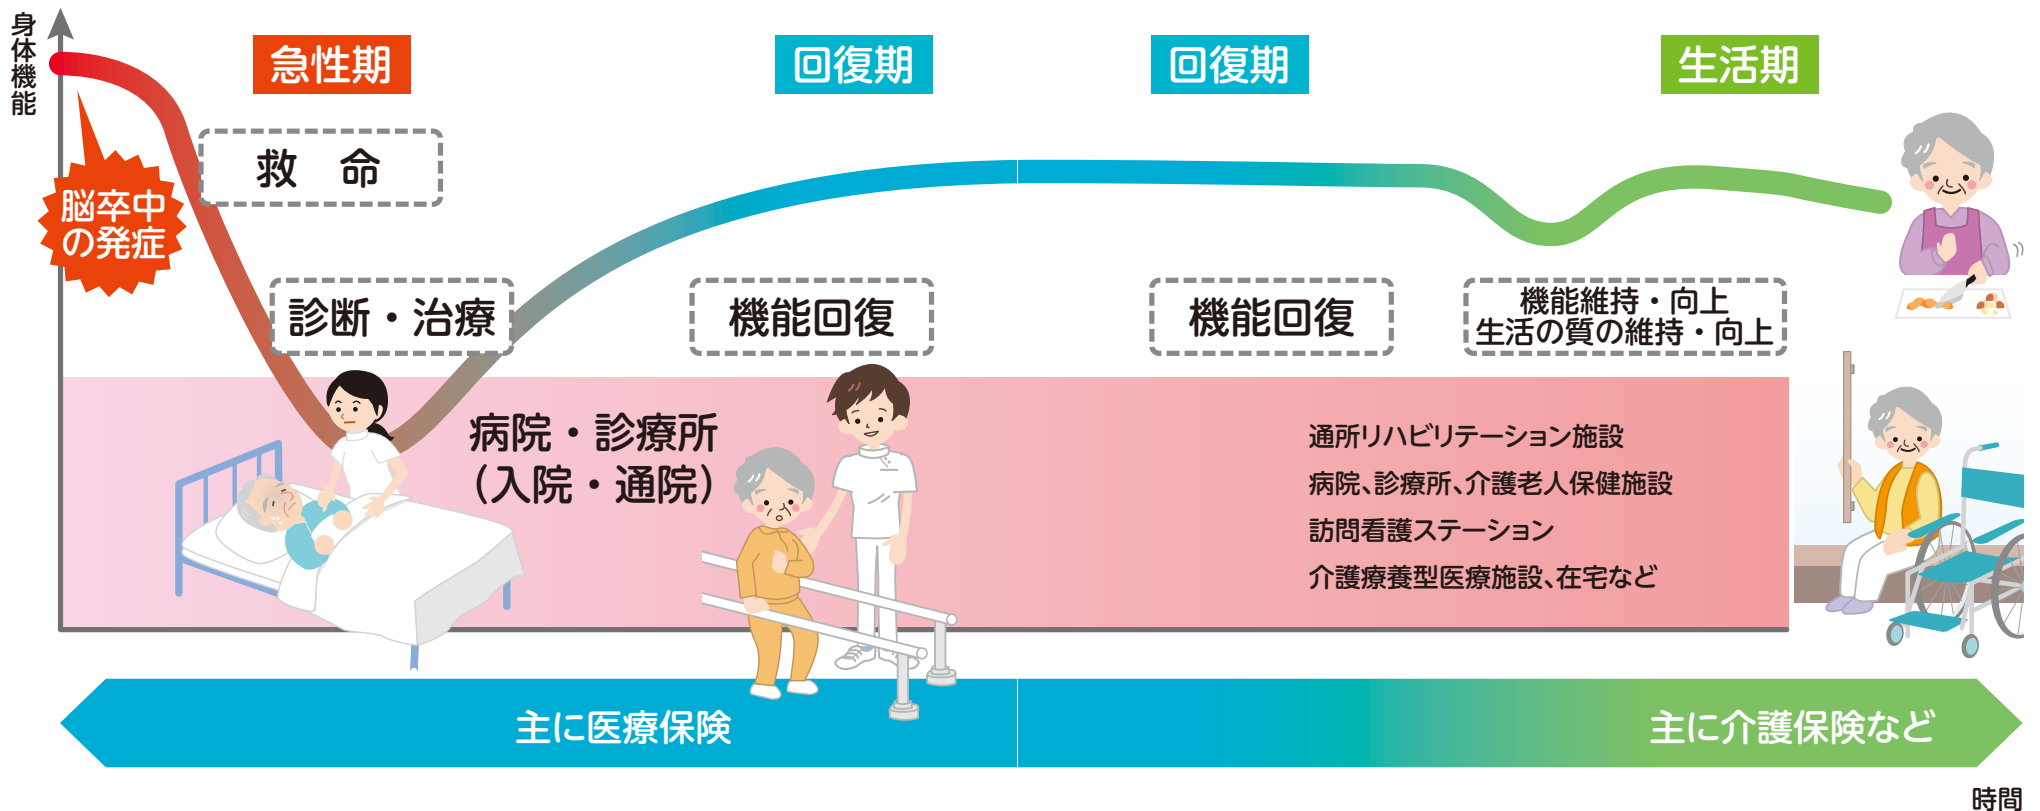 身体機能
急性期
回復期
回復期
生活期
救　命
脳卒中
の発症
診断・治療
機能回復
機能回復
機能維持・向上
生活の質の維持・向上
病院・診療所
（入院・通院）
通所リハビリテーション施設
病院、診療所、介護老人保健施設
訪問看護ステーション
介護療養型医療施設、在宅など
主に医療保険
主に介護保険など
時間